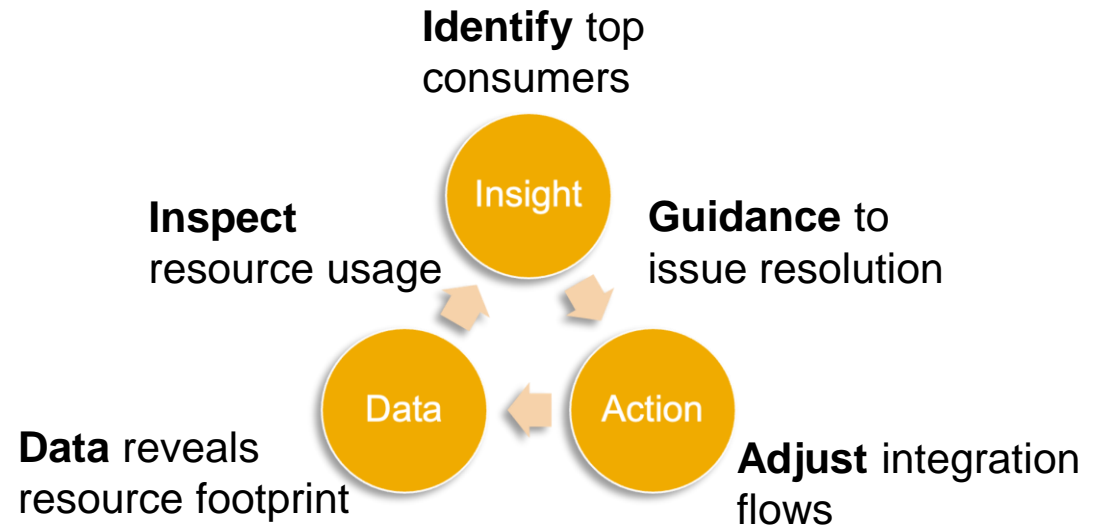 Identify top
consumers
Insight
Inspect
resource usage
Guidance to
issue resolution
Data
Action
Data reveals
resource footprint
Adjust integration
flows